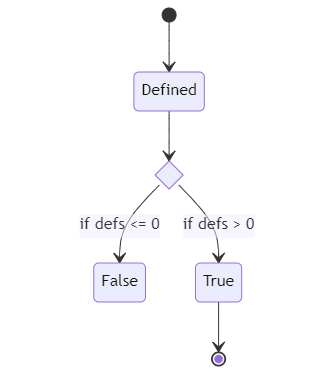 Defined
if defs <= 0
if defs > 0
False
True